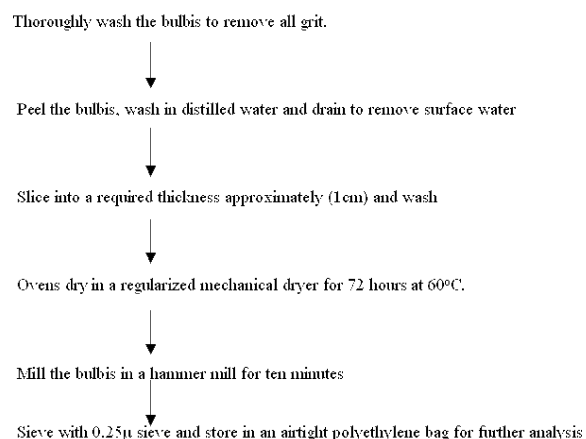 Thoroughly wash the bulbis to remove all grit.
Peel the bulbis, wash in distilled water and drain to remove surface water
Slice into a required thickness approximately (1cm) and wash
Ovens dry in a regularized mechanical dryer for 72 hours at 60°C.
Mill the bulbis in a hammer mill for ten minutes
Sieve with 0.25µ sieve and store in an airtight polyethylene bag for further analysis